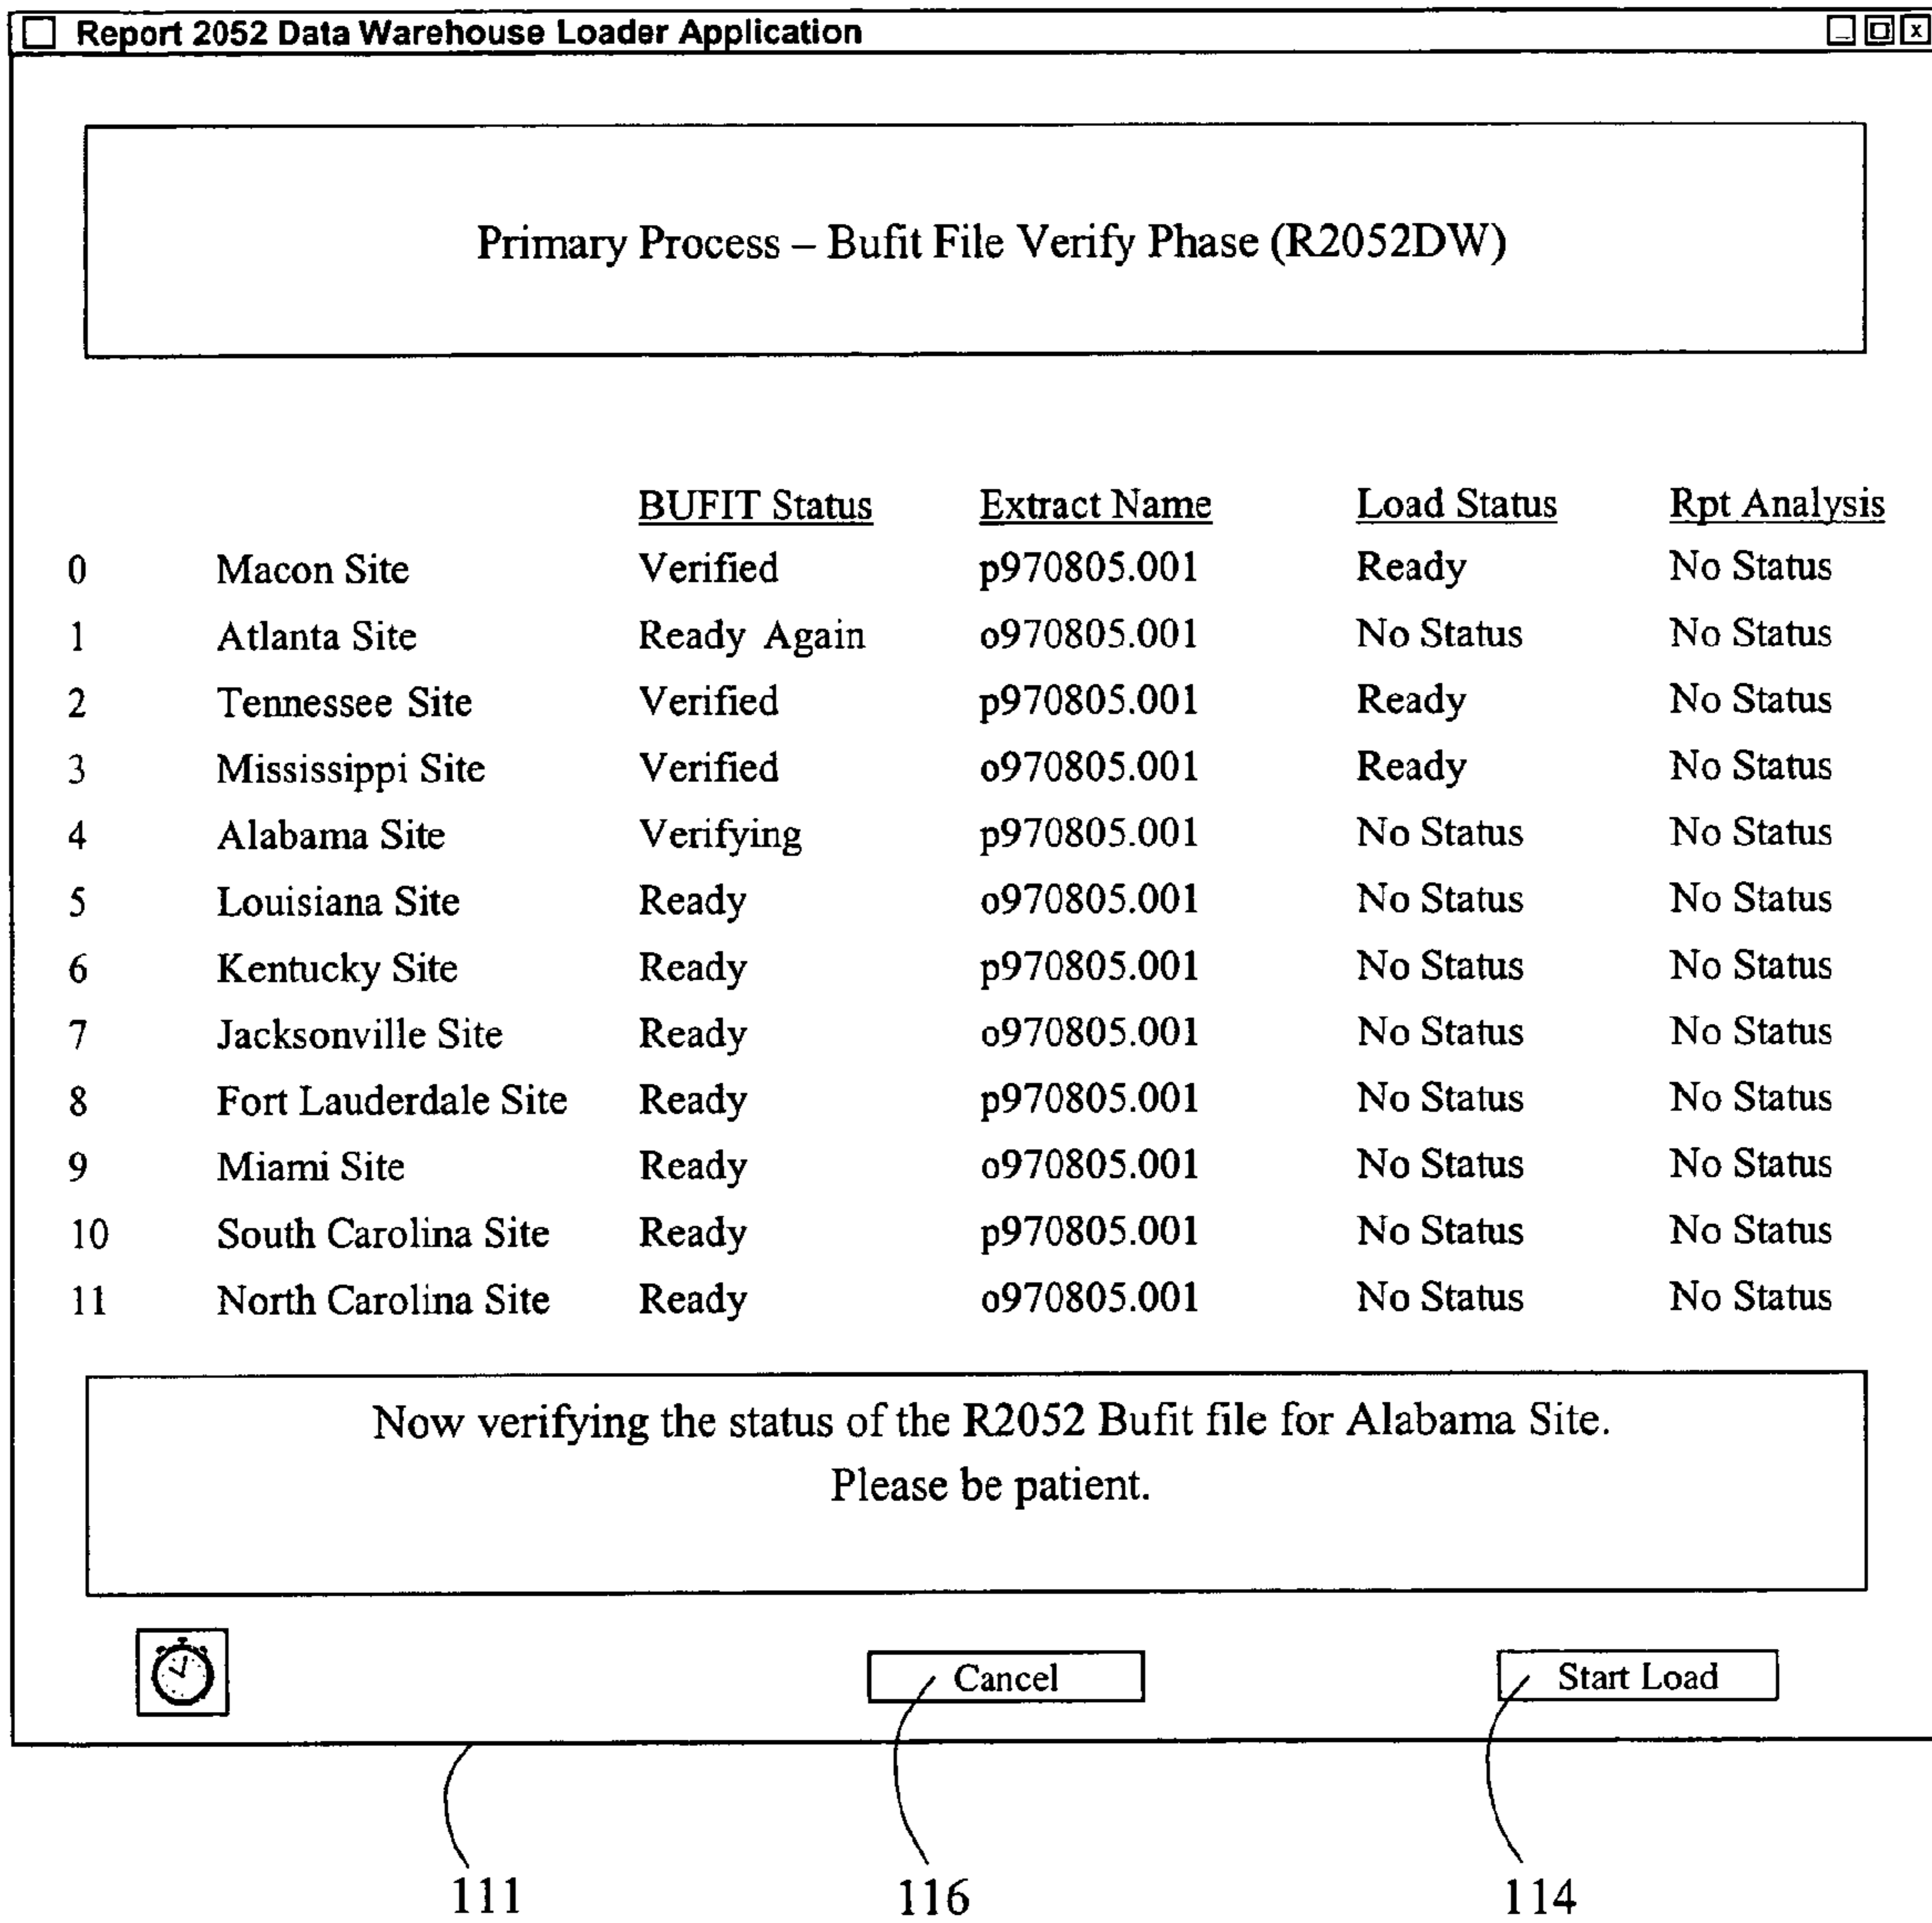 Report 2052 Data Warehouse Loader Application
Primary Process – Bufit File Verify Phase (R2052DW)
BUFIT Status Extract Name Load Status Rpt Analysis
0 Macon Site Verified p970805.001 Ready No Status
1 Atlanta Site Ready Again o970805.001 No Status No Status
2 Tennessee Site Verified p970805.001 Ready No Status
3 Mississippi Site Verified o970805.001 Ready No Status
4 Alabama Site Verifying p970805.001 No Status No Status
5 Louisiana Site Ready o970805.001 No Status No Status
6 Kentucky Site Ready p970805.001 No Status No Status
7 Jacksonville Site Ready o970805.001 No Status No Status
8 Fort Lauderdale Site Ready p970805.001 No Status No Status
9 Miami Site Ready o970805.001 No Status No Status
10 South Carolina Site Ready p970805.001 No Status No Status
11 North Carolina Site Ready o970805.001 No Status No Status
Now verifying the status of the R2052 Bufit file for Alabama Site.
Please be patient.
Cancel Start Load
111 116 114